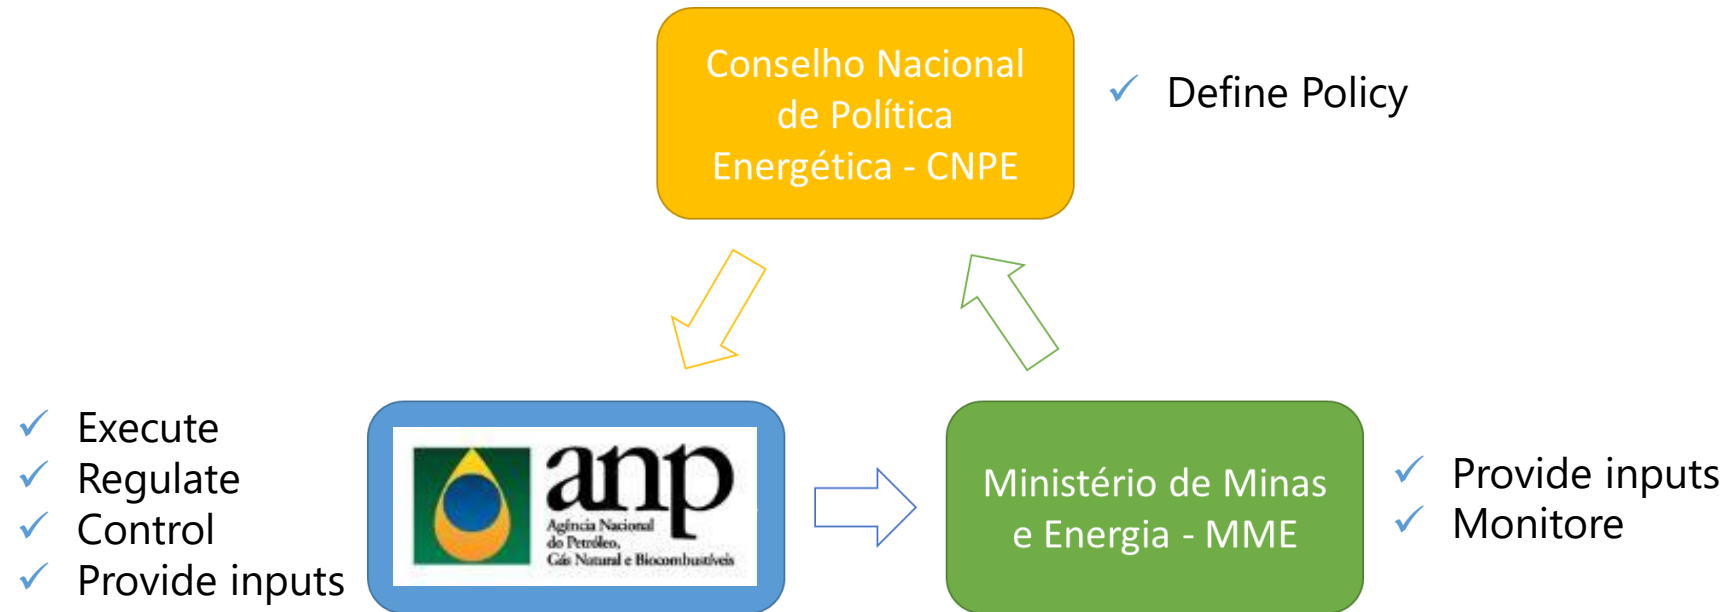 Conselho Nacional
de Política
Energética - CNPE
Define Policy
Execute
Regulate
Control
Provide inputs
anp
Agência Nacional
do Petróleo,
Gás Natural e Biocombustíveis
Ministério de Minas
e Energia - MME
Provide inputs
Monitore